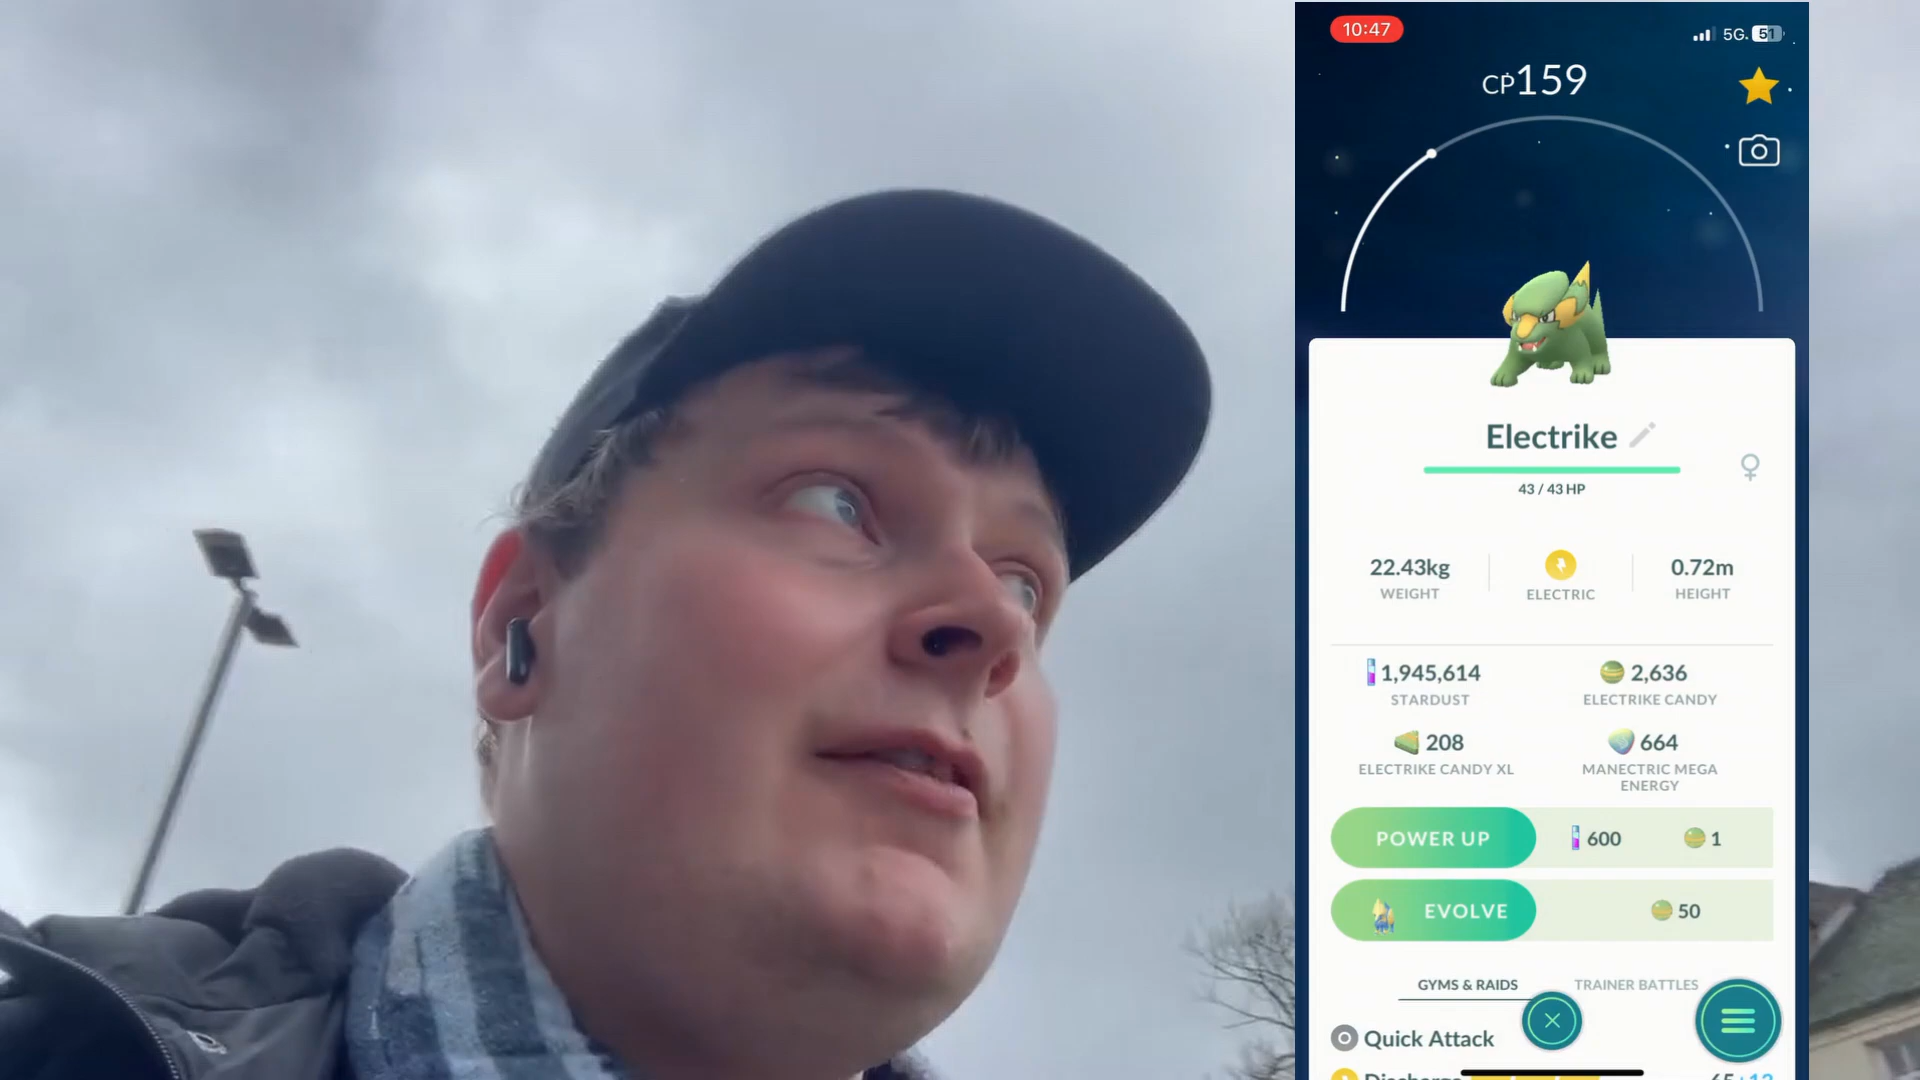 10:47
5G 51
CP159
Electrike
43 / 43 HP
22.43kg
WEIGHT
ELECTRIC
0.72m
HEIGHT
1,945,614
STARDUST
2,636
ELECTRIKE CANDY
208
ELECTRIKE CANDY XL
664
MANECTRIC MEGA
ENERGY
POWER UP 600 1
EVOLVE 50
GYMS & RAIDS TRAINER BATTLES
Quick Attack